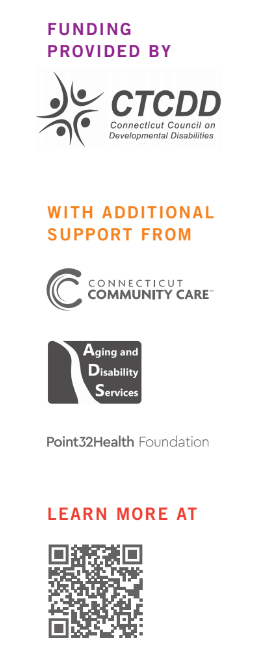 FUNDING
PROVIDED BY
CTCDD
Connecticut Council on
Developmental Disabilities
WITH ADDITIONAL
SUPPORT FROM
CONNECTICUT
COMMUNITY CARE™
Aging and
Disability
Services
Point32Health Foundation
LEARN MORE AT